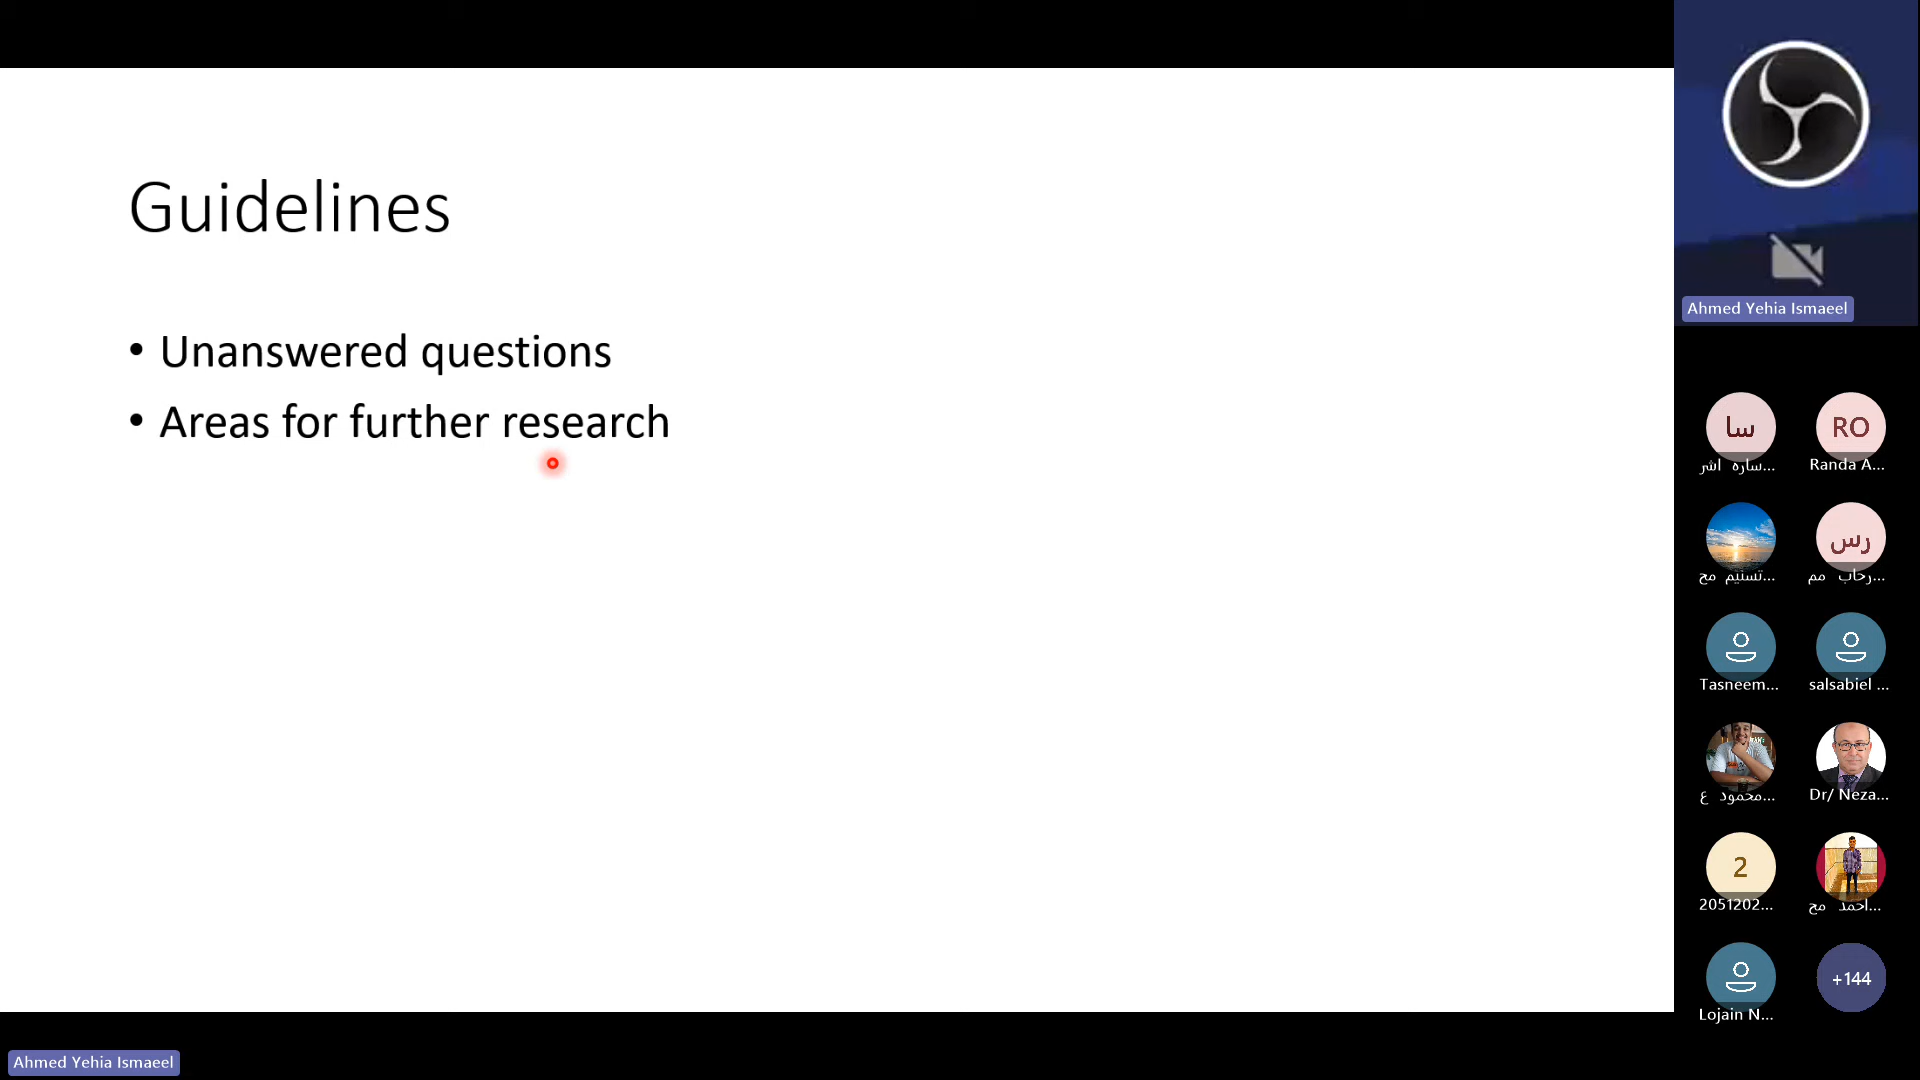 Guidelines
• Unanswered questions
• Areas for further research
Ahmed Yehia Ismaeel
سا
RO
سارة اشر...
Randa A...
رس
تسنيم مح...
رحاب مم...
Tasneem...
salsabiel ...
محمود ع...
Dr/ Neza...
2
2051202...
احمد مح...
+144
Lojain N...
Ahmed Yehia Ismaeel